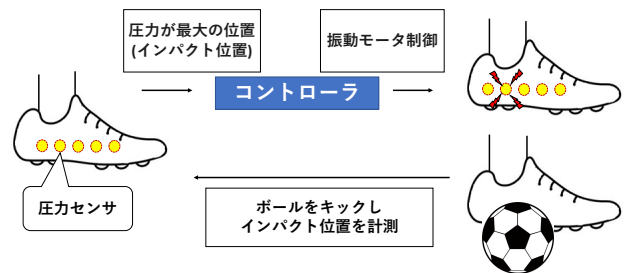 圧力が最大の位置
(インパクト位置)
振動モータ制御
コントローラ
圧力センサ
ボールをキックし
インパクト位置を計測